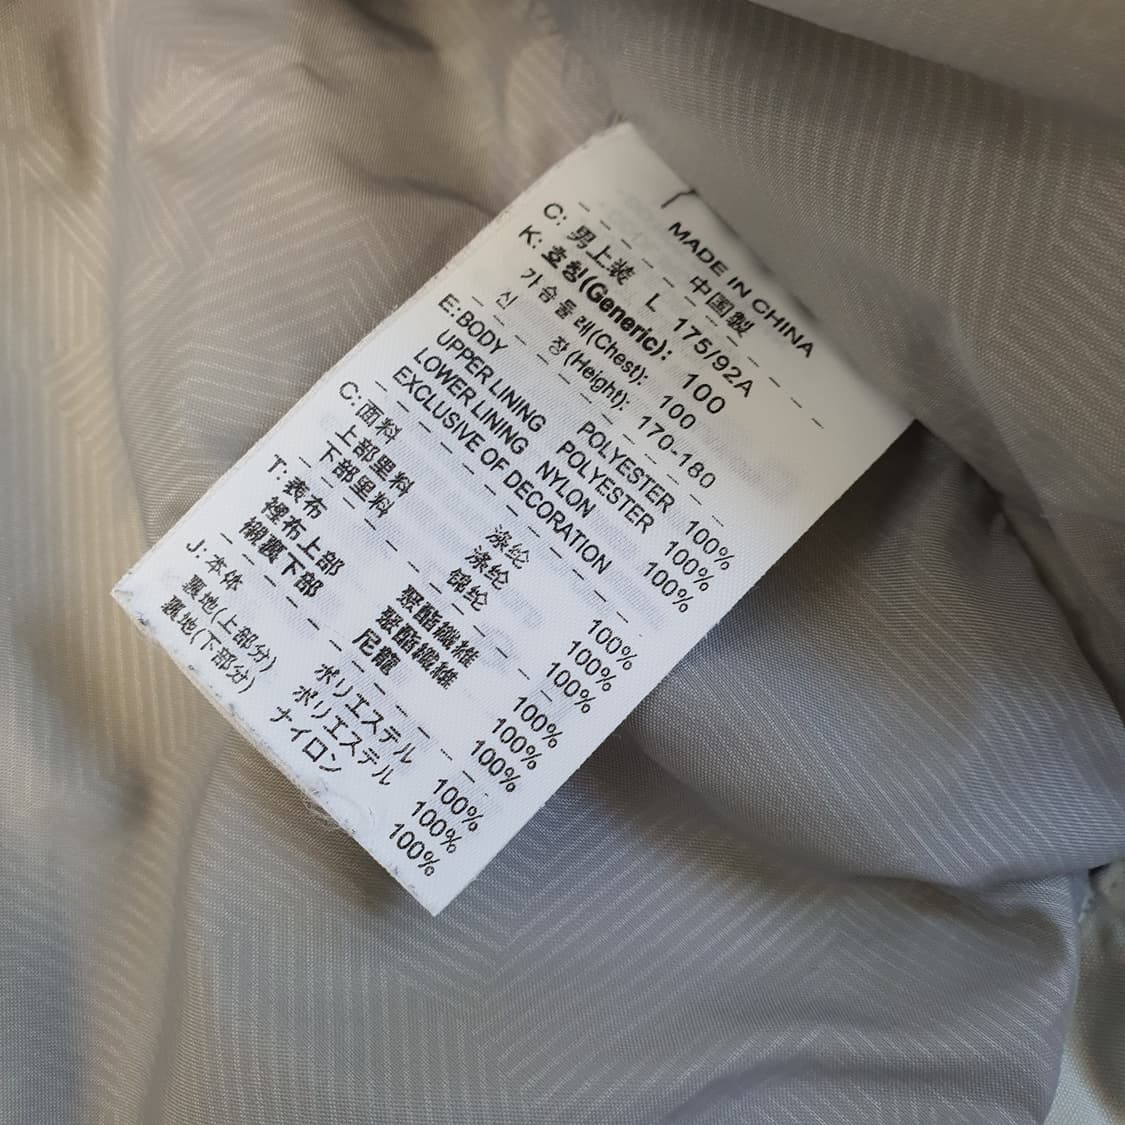 MADE IN CHINA
中国製
C: 男上装 L 175/92A
K: 호칭(Generic): 100
가슴둘레(Chest): 100
신 장(Height): 170-180
E:BODY POLYESTER 100%
UPPER LINING POLYESTER 100%
LOWER LINING NYLON 100%
EXCLUSIVE OF DECORATION
C:面料 涤纶 100%
上部里料 涤纶 100%
下部里料 锦纶 100%
T:表布 聚酯纖維 100%
裡布上部 聚酯纖維 100%
襯裏下部 尼龍 100%
J:本体 ポリエステル 100%
裏地(上部分) ポリエステル 100%
裏地(下部分) ナイロン 100%